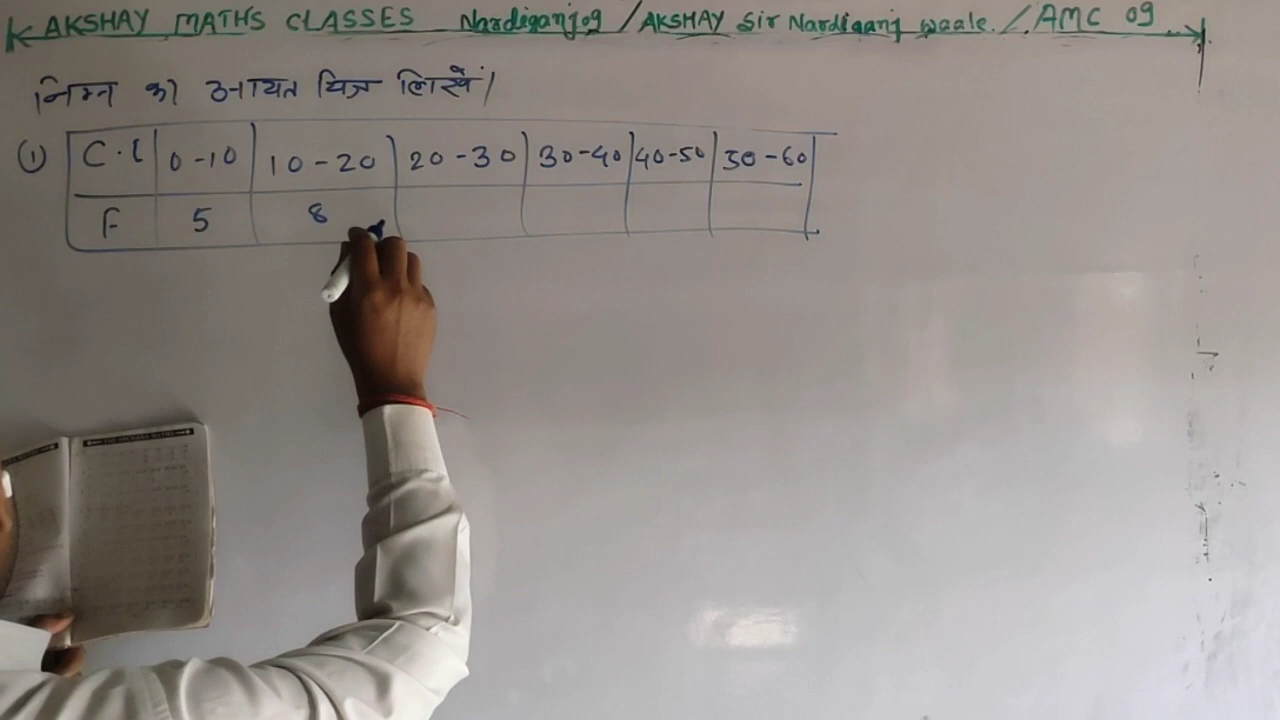 AKSHAY MATHS CLASSES Nardiganj09 / AKSHAY Sir Nardiganj waale. / AMC 09
निम्न का आयत चित्र लिखें।
① C.I 0-10 10-20 20-30 30-40 40-50 50-60
F 5 8